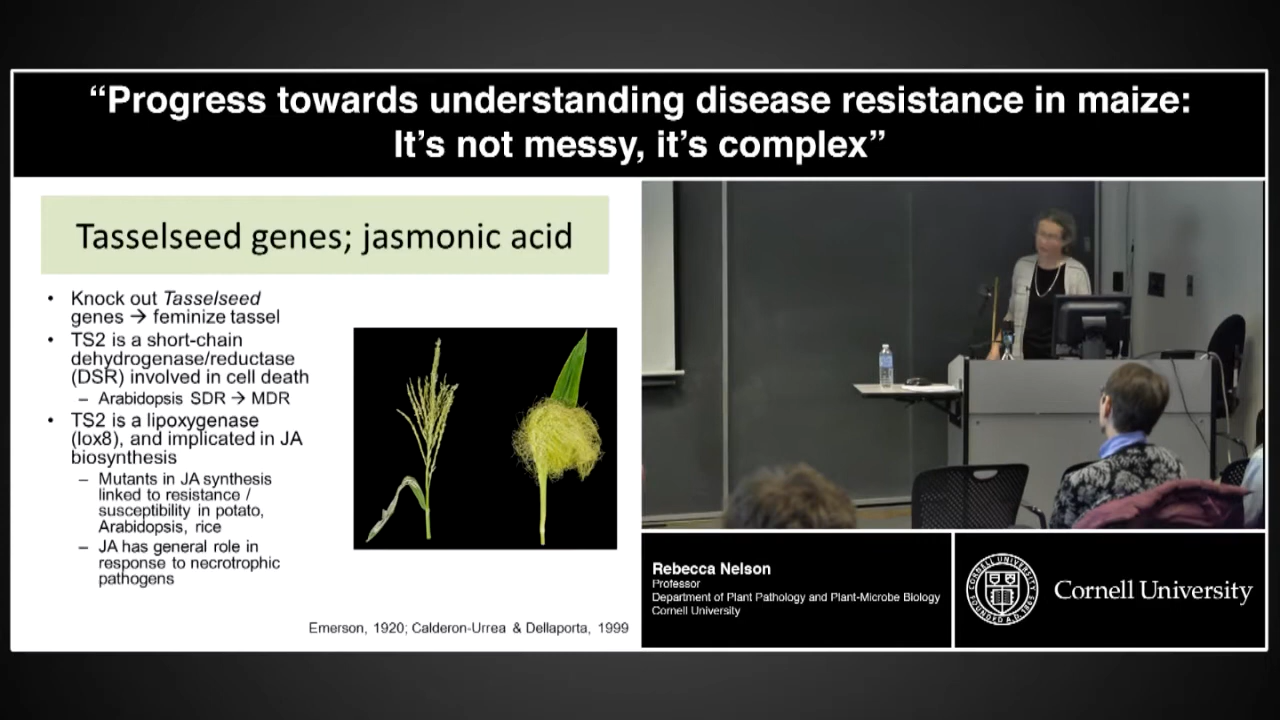 “Progress towards understanding disease resistance in maize:
It’s not messy, it’s complex”
Tasselseed genes; jasmonic acid
• Knock out Tasselseed
genes → feminize tassel
• TS2 is a short-chain
dehydrogenase/reductase
(DSR) involved in cell death
– Arabidopsis SDR → MDR
• TS2 is a lipoxygenase
(lox8), and implicated in JA
biosynthesis
– Mutants in JA synthesis
linked to resistance /
susceptibility in potato,
Arabidopsis, rice
– JA has general role in
response to necrotrophic
pathogens
Emerson, 1920; Calderon-Urrea & Dellaporta, 1999
Rebecca Nelson
Professor
Department of Plant Pathology and Plant-Microbe Biology
Cornell University
CORNELL UNIVERSITY
FOUNDED A.D. 1865
Cornell University